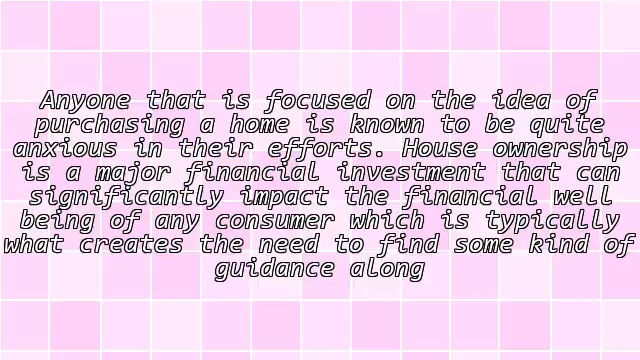 Anyone that is focused on the idea of
purchasing a home is known to be quite
anxious in their efforts. House ownership
is a major financial investment that can
significantly impact the financial well
being of any consumer which is typically
what creates the need to find some kind of
guidance along